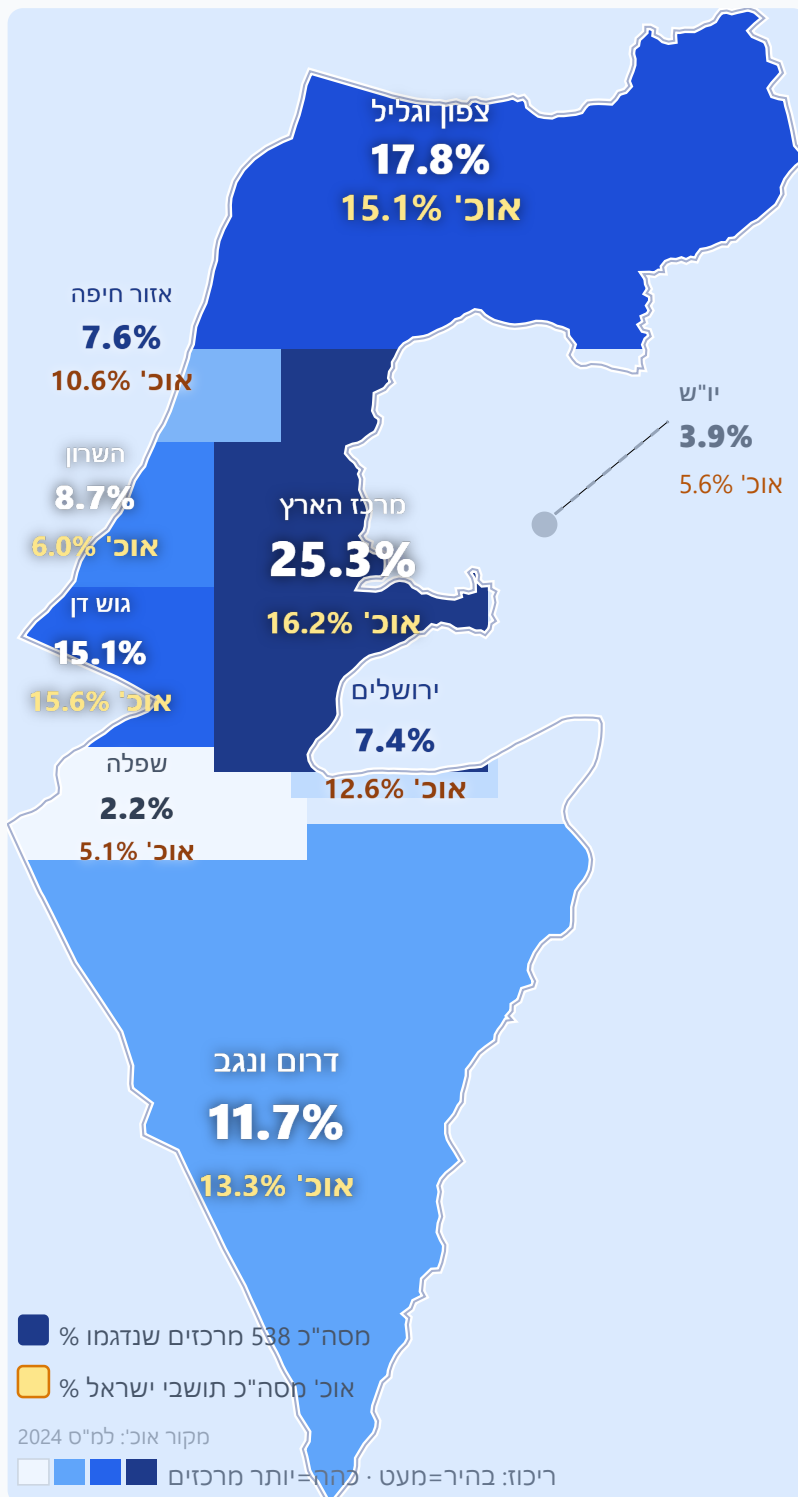 צפון וגליל
17.8%
אוכ' 15.1%
אזור חיפה
7.6%
אוכ' 10.6%
יו"ש
3.9%
אוכ' 5.6%
השרון
8.7%
אוכ' 6.0%
מרכז הארץ
25.3%
אוכ' 16.2%
גוש דן
15.1%
אוכ' 15.6%
ירושלים
7.4%
אוכ' 12.6%
שפלה
2.2%
אוכ' 5.1%
דרום ונגב
11.7%
אוכ' 13.3%
% מסה"כ 538 מרכזים שנדגמו
% אוכ' מסה"כ תושבי ישראל
מקור אוכ': למ"ס 2024
ריכוז: בהיר=מעט · כהה=יותר מרכזים